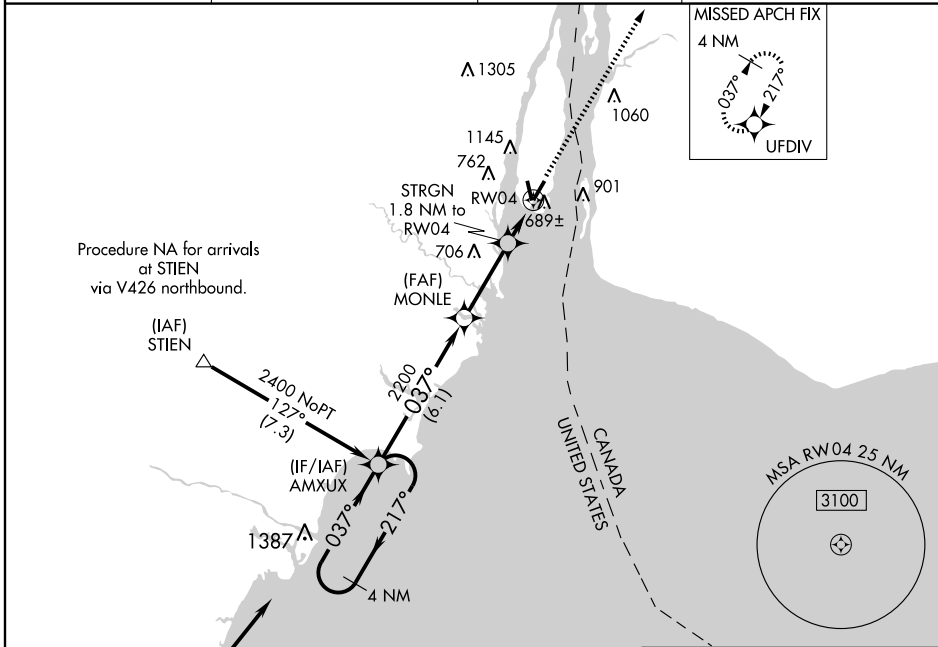 MISSED APCH FIX
4 NM
037°
217°
UFDIV
1305
1060
1145
762
STRGN
1.8 NM to
RW04
RW04
901
689±
706
Procedure NA for arrivals
at STIEN
via V426 northbound.
(FAF)
MONLE
(IAF)
STIEN
2400 NoPT
127°
(7.3)
2200
037°
(6.1)
(IF/IAF)
AMXUX
037°
217°
1387
4 NM
CANADA
UNITED STATES
MSA RW04 25 NM
3100